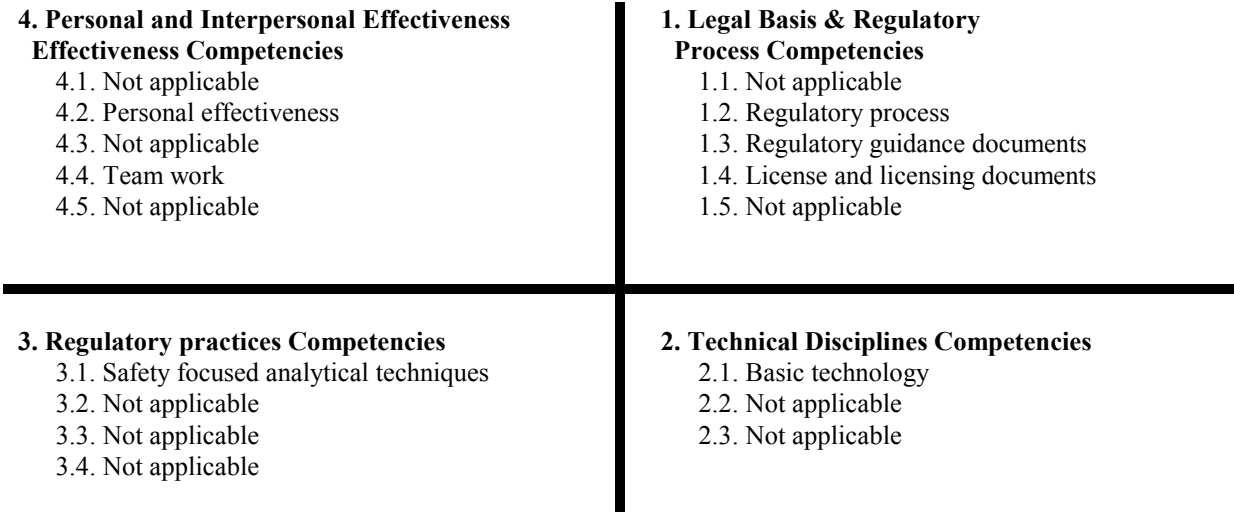 4. Personal and Interpersonal Effectiveness
Effectiveness Competencies
4.1. Not applicable
4.2. Personal effectiveness
4.3. Not applicable
4.4. Team work
4.5. Not applicable
1. Legal Basis & Regulatory
Process Competencies
1.1. Not applicable
1.2. Regulatory process
1.3. Regulatory guidance documents
1.4. License and licensing documents
1.5. Not applicable
3. Regulatory practices Competencies
3.1. Safety focused analytical techniques
3.2. Not applicable
3.3. Not applicable
3.4. Not applicable
2. Technical Disciplines Competencies
2.1. Basic technology
2.2. Not applicable
2.3. Not applicable